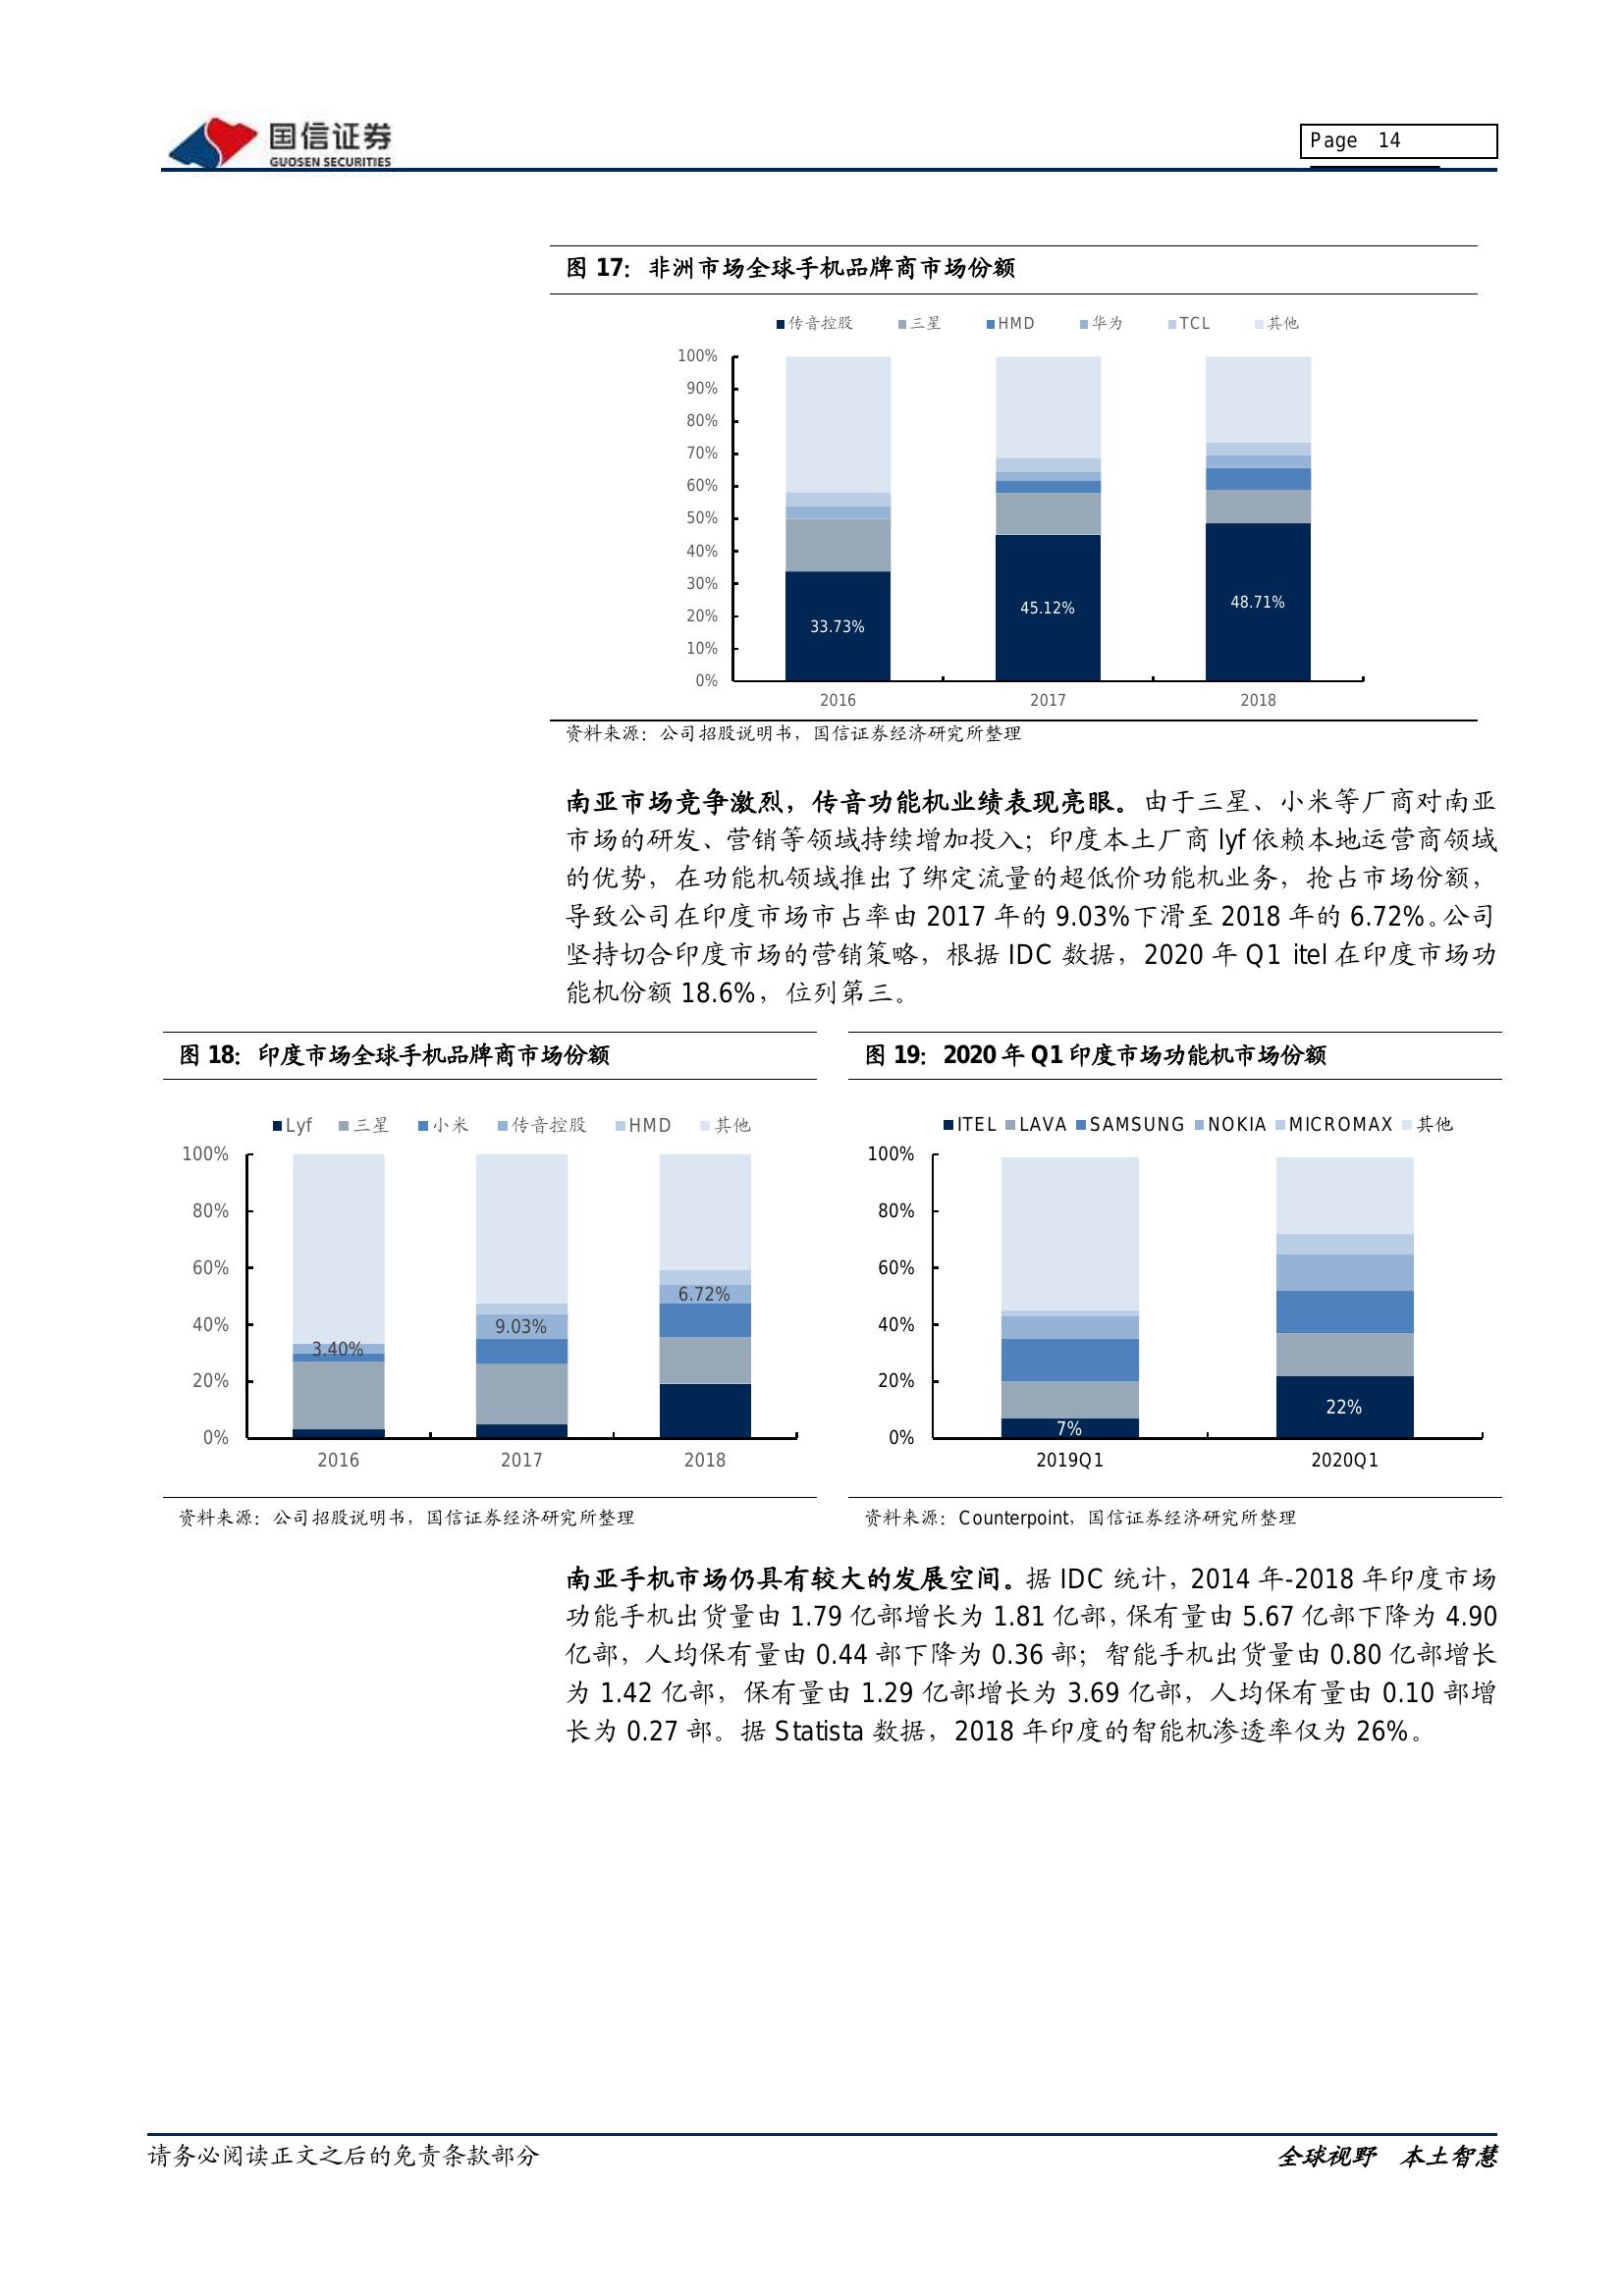 国信证券
GUOSEN SECURITIES
Page 14
图 17：非洲市场全球手机品牌商市场份额
传音控股 三星 HMD 华为 TCL 其他
100%
90%
80%
70%
60%
50%
40%
30%
20%
10%
0%
33.73%
45.12%
48.71%
2016 2017 2018
资料来源：公司招股说明书，国信证券经济研究所整理
南亚市场竞争激烈，传音功能机业绩表现亮眼。由于三星、小米等厂商对南亚
市场的研发、营销等领域持续增加投入；印度本土厂商 lyf 依赖本地运营商领域
的优势，在功能机领域推出了绑定流量的超低价功能机业务，抢占市场份额，
导致公司在印度市场市占率由 2017 年的 9.03%下滑至 2018 年的 6.72%。公司
坚持切合印度市场的营销策略，根据 IDC 数据，2020 年 Q1 itel 在印度市场功
能机份额 18.6%，位列第三。
图 18：印度市场全球手机品牌商市场份额
Lyf 三星 小米 传音控股 HMD 其他
100%
80%
60%
40%
20%
0%
3.40%
9.03%
6.72%
2016 2017 2018
资料来源：公司招股说明书，国信证券经济研究所整理
图 19：2020 年 Q1 印度市场功能机市场份额
ITEL LAVA SAMSUNG NOKIA MICROMAX 其他
100%
80%
60%
40%
20%
0%
7%
22%
2019Q1 2020Q1
资料来源：Counterpoint，国信证券经济研究所整理
南亚手机市场仍具有较大的发展空间。据 IDC 统计，2014 年-2018 年印度市场
功能手机出货量由 1.79 亿部增长为 1.81 亿部，保有量由 5.67 亿部下降为 4.90
亿部，人均保有量由 0.44 部下降为 0.36 部；智能手机出货量由 0.80 亿部增长
为 1.42 亿部，保有量由 1.29 亿部增长为 3.69 亿部，人均保有量由 0.10 部增
长为 0.27 部。据 Statista 数据，2018 年印度的智能机渗透率仅为 26%。
请务必阅读正文之后的免责条款部分
全球视野 本土智慧